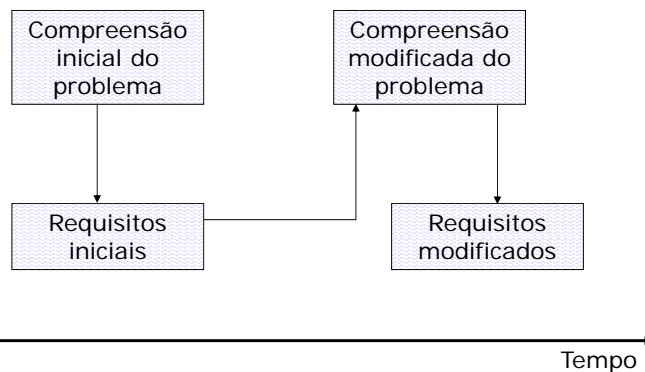 Compreensão
inicial do
problema
Compreensão
modificada do
problema
Requisitos
iniciais
Requisitos
modificados
Tempo